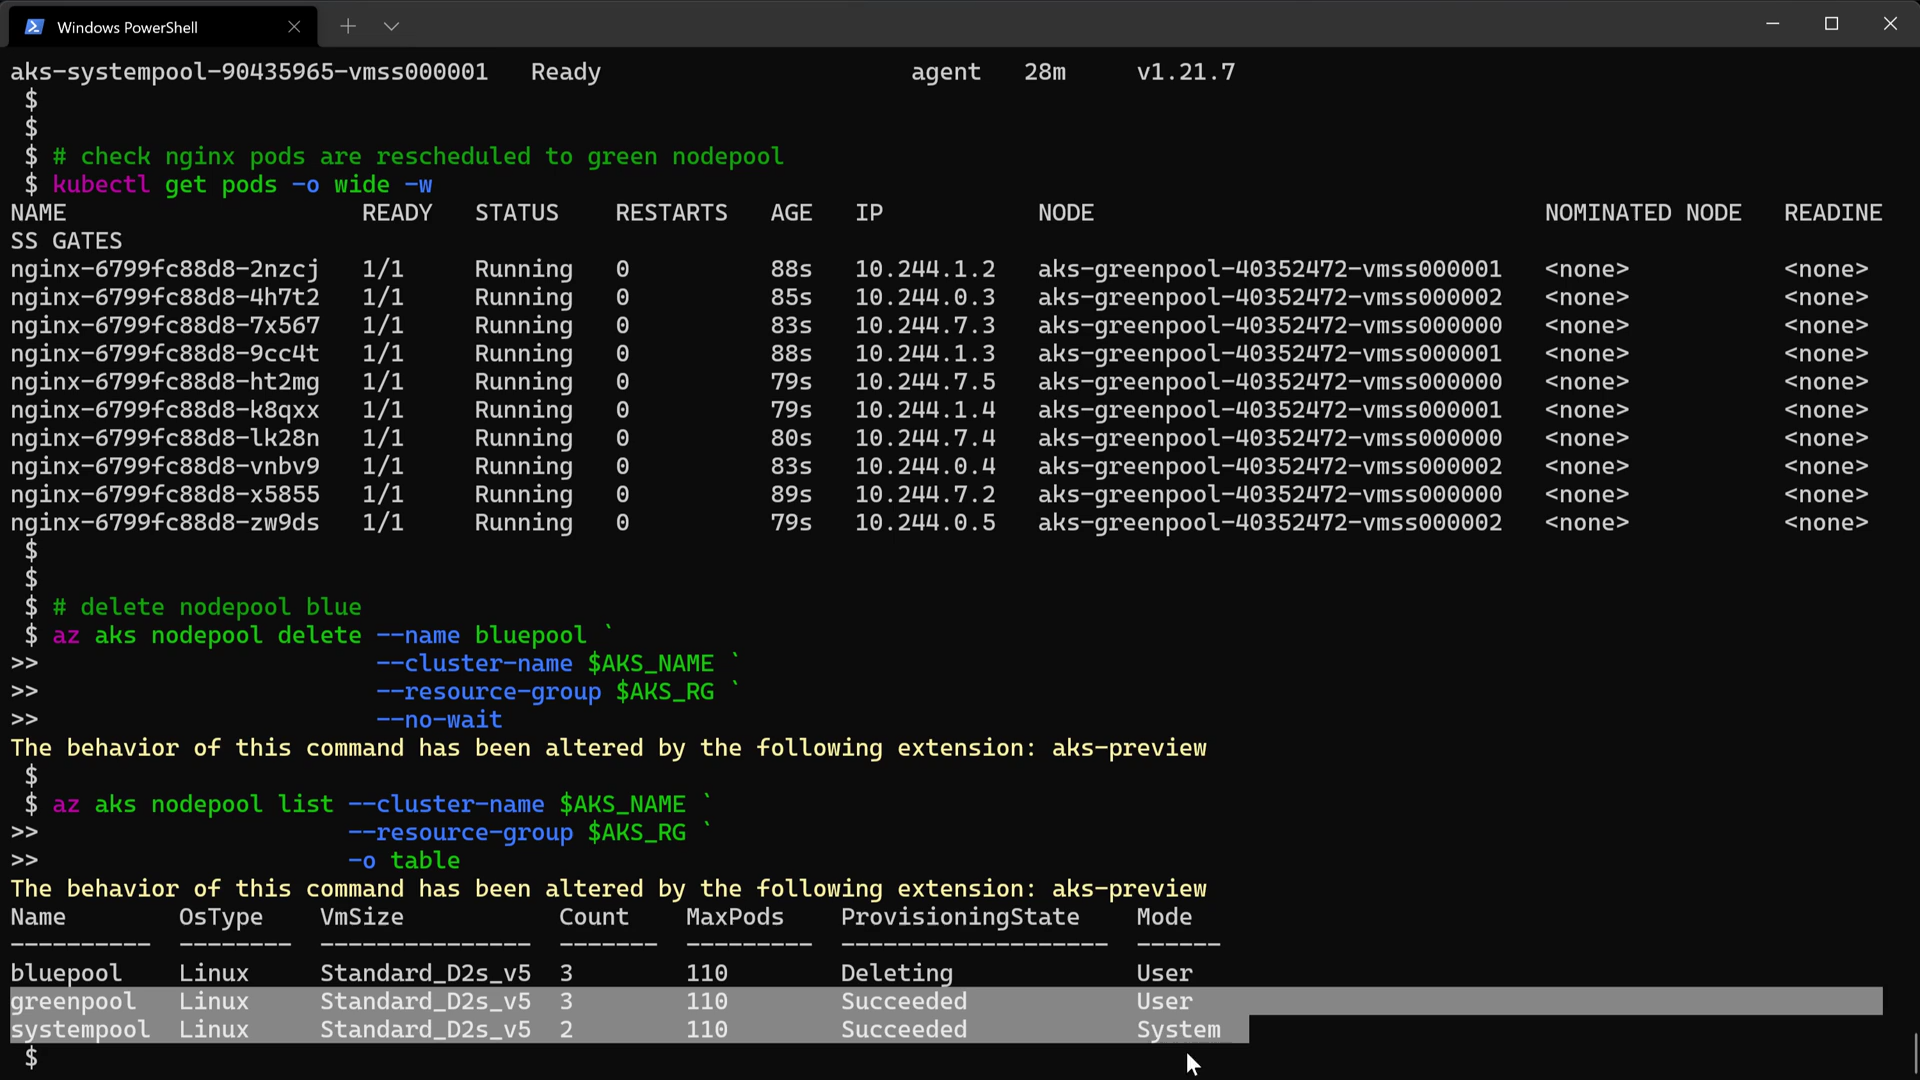 Windows PowerShell
aks-systempool-90435965-vmss000001   Ready                      agent   28m     v1.21.7
$
$
$ # check nginx pods are rescheduled to green nodepool
$ kubectl get pods -o wide -w
NAME                     READY   STATUS    RESTARTS   AGE   IP           NODE                                NOMINATED NODE   READINE
SS GATES
nginx-6799fc88d8-2nzcj   1/1     Running   0          88s   10.244.1.2   aks-greenpool-40352472-vmss000001   <none>           <none>
nginx-6799fc88d8-4h7t2   1/1     Running   0          85s   10.244.0.3   aks-greenpool-40352472-vmss000002   <none>           <none>
nginx-6799fc88d8-7x567   1/1     Running   0          83s   10.244.7.3   aks-greenpool-40352472-vmss000000   <none>           <none>
nginx-6799fc88d8-9cc4t   1/1     Running   0          88s   10.244.1.3   aks-greenpool-40352472-vmss000001   <none>           <none>
nginx-6799fc88d8-ht2mg   1/1     Running   0          79s   10.244.7.5   aks-greenpool-40352472-vmss000000   <none>           <none>
nginx-6799fc88d8-k8qxx   1/1     Running   0          79s   10.244.1.4   aks-greenpool-40352472-vmss000001   <none>           <none>
nginx-6799fc88d8-lk28n   1/1     Running   0          80s   10.244.7.4   aks-greenpool-40352472-vmss000000   <none>           <none>
nginx-6799fc88d8-vnbv9   1/1     Running   0          83s   10.244.0.4   aks-greenpool-40352472-vmss000002   <none>           <none>
nginx-6799fc88d8-x5855   1/1     Running   0          89s   10.244.7.2   aks-greenpool-40352472-vmss000000   <none>           <none>
nginx-6799fc88d8-zw9ds   1/1     Running   0          79s   10.244.0.5   aks-greenpool-40352472-vmss000002   <none>           <none>
$
$
$ # delete nodepool blue
$ az aks nodepool delete --name bluepool `
>>                         --cluster-name $AKS_NAME `
>>                         --resource-group $AKS_RG `
>>                         --no-wait
The behavior of this command has been altered by the following extension: aks-preview
$
$ az aks nodepool list --cluster-name $AKS_NAME `
>>                       --resource-group $AKS_RG `
>>                       -o table
The behavior of this command has been altered by the following extension: aks-preview
Name        OsType    VmSize           Count    MaxPods    ProvisioningState    Mode
----------  --------  ---------------  -------  ---------  -------------------  ------
bluepool    Linux     Standard_D2s_v5  3        110        Deleting             User
greenpool   Linux     Standard_D2s_v5  3        110        Succeeded            User
systempool  Linux     Standard_D2s_v5  2        110        Succeeded            System
$